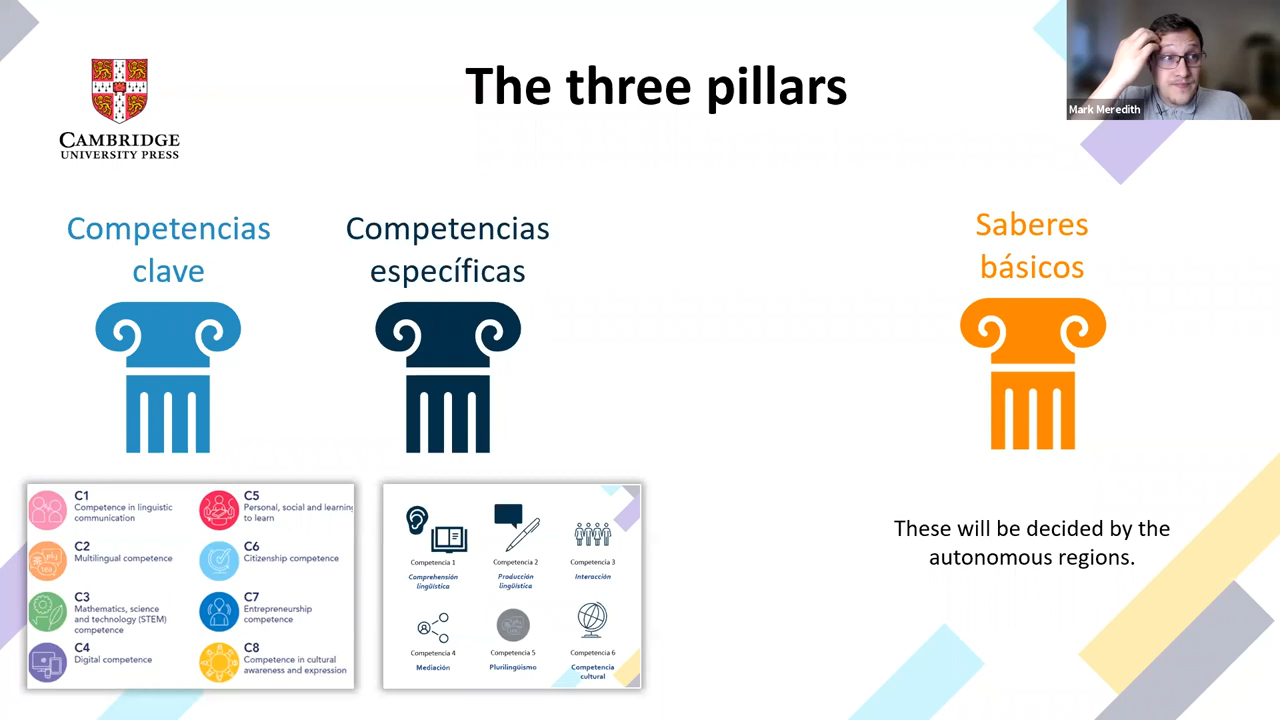 The three pillars
CAMBRIDGE
UNIVERSITY PRESS
Mark Meredith
Competencias
clave
Competencias
específicas
Saberes
básicos
C1
Competence in linguistic
communication
C2
Multilingual competence
C3
Mathematics, science
and technology (STEM)
competence
C4
Digital competence
C5
Personal, social and learning
to learn
C6
Citizenship competence
C7
Entrepreneurship
competence
C8
Competence in cultural
awareness and expression
Competencia 1
Comprensión
lingüística
Competencia 2
Producción
lingüística
Competencia 3
Interacción
Competencia 4
Mediación
Competencia 5
Plurilingüismo
Competencia 6
Competencia
cultural
These will be decided by the
autonomous regions.